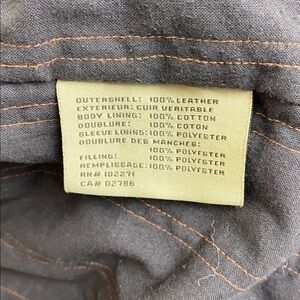 OUTERSHELL: 100% LEATHER
EXTERIEUR: CUIR VERITABLE
BODY LINING: 100% COTTON
DOUBLURE: 100% COTON
SLEEVE LINING: 100% POLYESTER
DOUBLURE DES MANCHES:
100% POLYESTER
FILLING: 100% POLYESTER
REMPLISSAGE: 100% POLYESTER
RN# 102271
CA# 02786